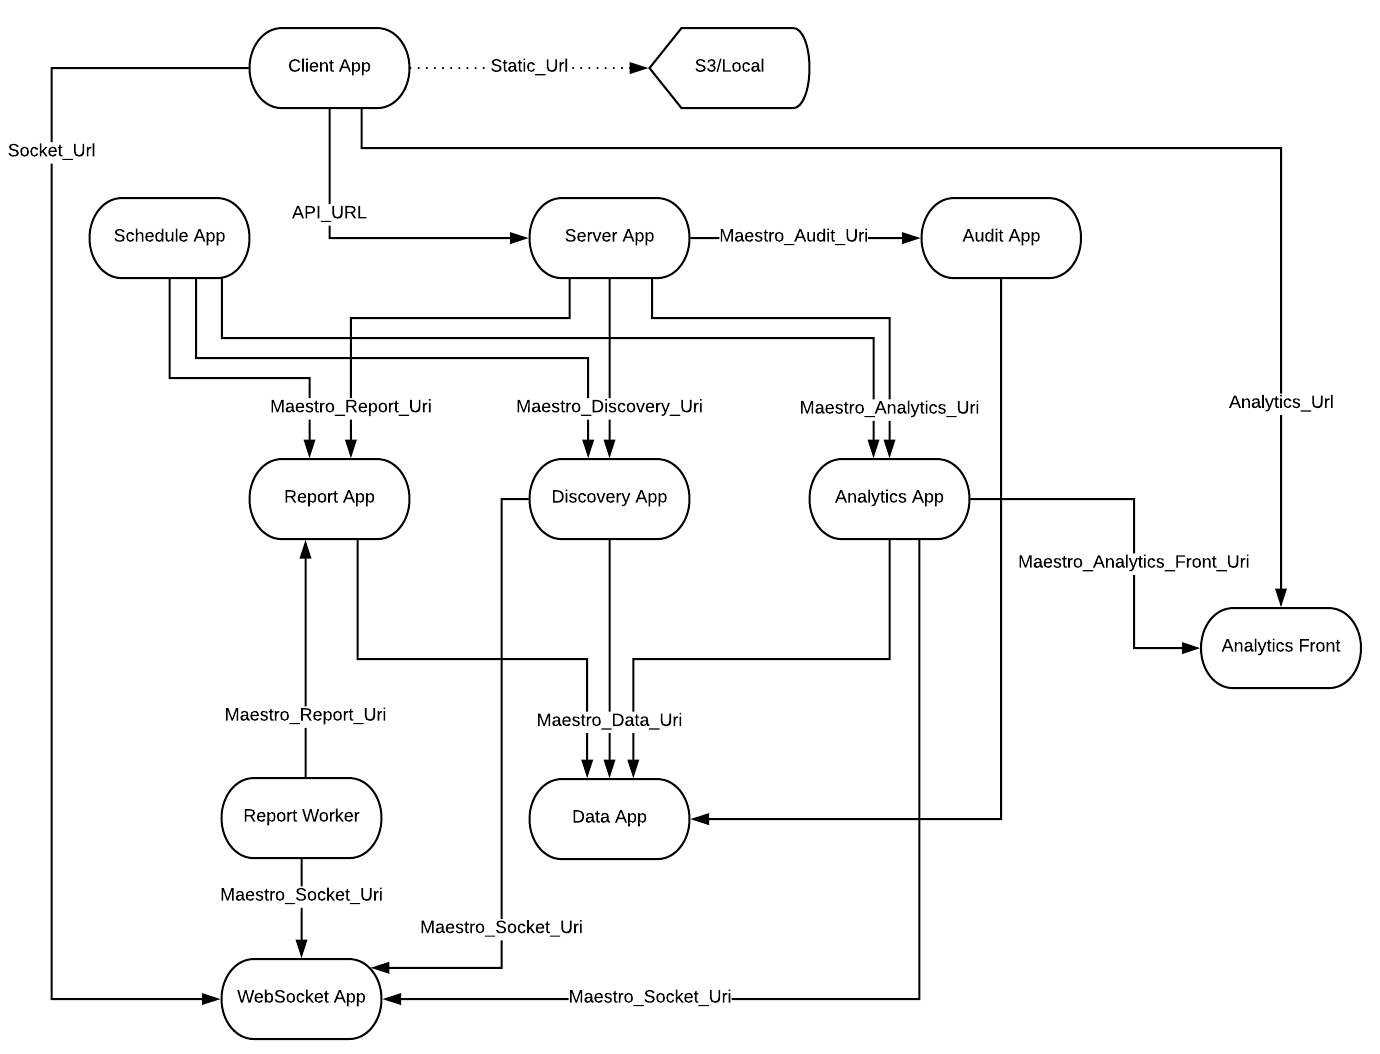 Client App
Static_Url
S3/Local
Socket_Url
API_URL
Schedule App
Server App
Maestro_Audit_Uri
Audit App
Maestro_Report_Uri
Maestro_Discovery_Uri
Maestro_Analytics_Uri
Analytics_Url
Report App
Discovery App
Analytics App
Maestro_Analytics_Front_Uri
Analytics Front
Maestro_Report_Uri
Maestro_Data_Uri
Report Worker
Data App
Maestro_Socket_Uri
Maestro_Socket_Uri
WebSocket App
Maestro_Socket_Uri